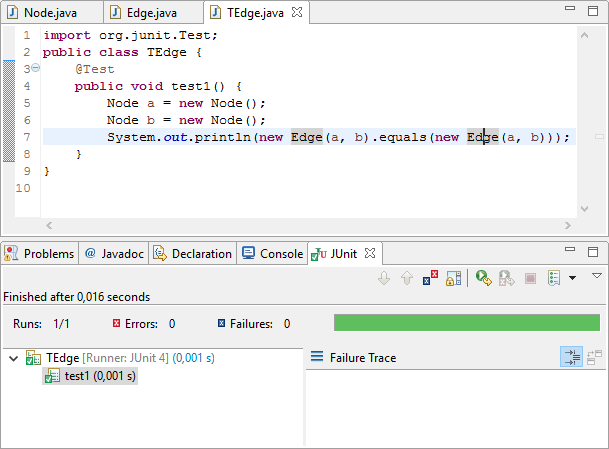 Node.java Edge.java TEdge.java
1 import org.junit.Test;
2 public class TEdge {
3 @Test
4 public void test1() {
5 Node a = new Node();
6 Node b = new Node();
7 System.out.println(new Edge(a, b).equals(new Edge(a, b)));
8 }
9 }
10
Problems @ Javadoc Declaration Console JU JUnit
Finished after 0,016 seconds
Runs: 1/1 Errors: 0 Failures: 0
TEdge [Runner: JUnit 4] (0,001 s) Failure Trace
test1 (0,001 s)